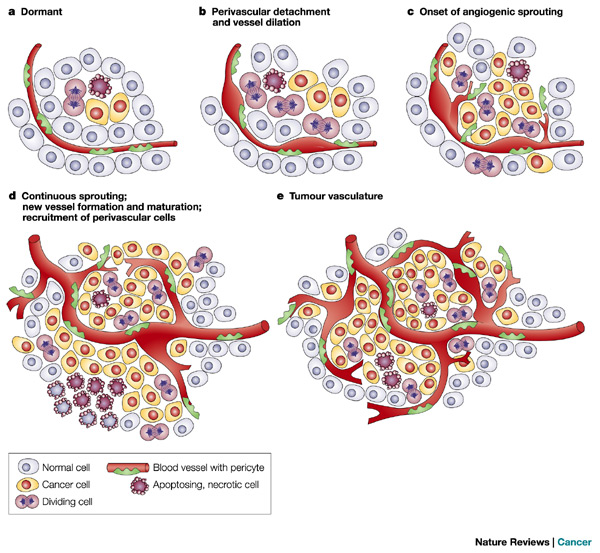 a Dormant
b Perivascular detachment
and vessel dilation
c Onset of angiogenic sprouting
d Continuous sprouting;
new vessel formation and maturation;
recruitment of perivascular cells
e Tumour vasculature
Normal cell
Cancer cell
Dividing cell
Blood vessel with pericyte
Apoptosing, necrotic cell
Nature Reviews | Cancer